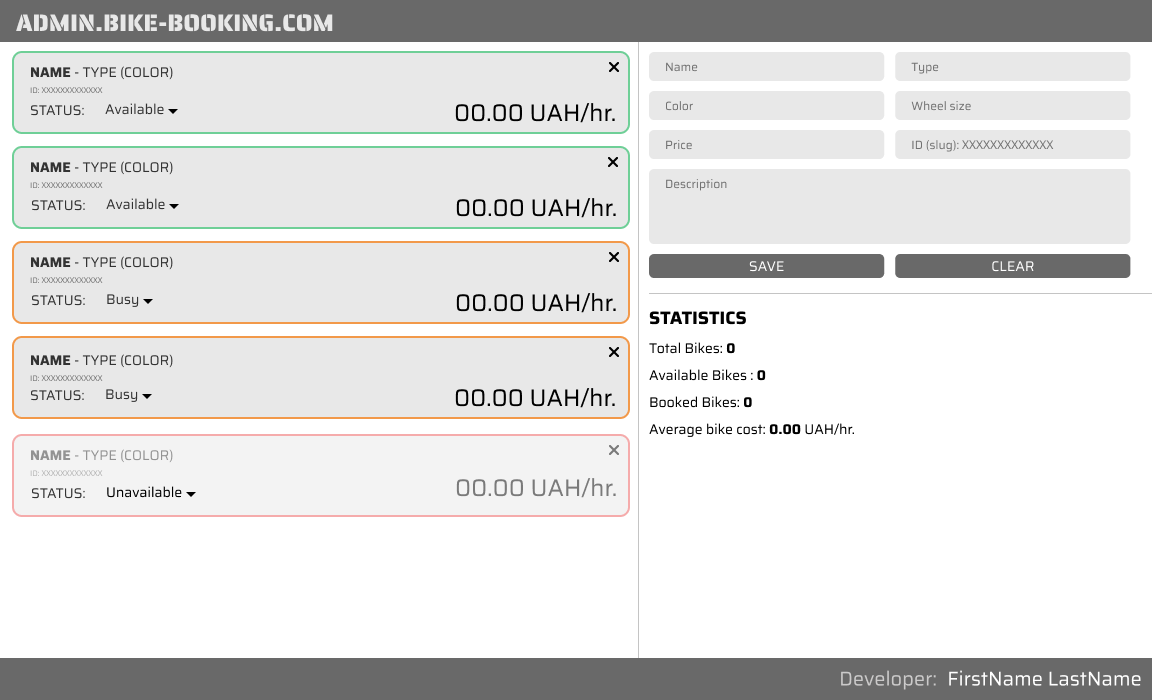 ADMIN.BIKE-BOOKING.COM
NAME - TYPE (COLOR)
ID: XXXXXXXXXXXXX
STATUS: Available
00.00 UAH/hr.
NAME - TYPE (COLOR)
ID: XXXXXXXXXXXXX
STATUS: Available
00.00 UAH/hr.
NAME - TYPE (COLOR)
ID: XXXXXXXXXXXXX
STATUS: Busy
00.00 UAH/hr.
NAME - TYPE (COLOR)
ID: XXXXXXXXXXXXX
STATUS: Busy
00.00 UAH/hr.
NAME - TYPE (COLOR)
ID: XXXXXXXXXXXXX
STATUS: Unavailable
00.00 UAH/hr.
Name
Type
Color
Wheel size
Price
ID (slug): XXXXXXXXXXXXX
Description
SAVE
CLEAR
STATISTICS
Total Bikes: 0
Available Bikes : 0
Booked Bikes: 0
Average bike cost: 0.00 UAH/hr.
Developer: FirstName LastName